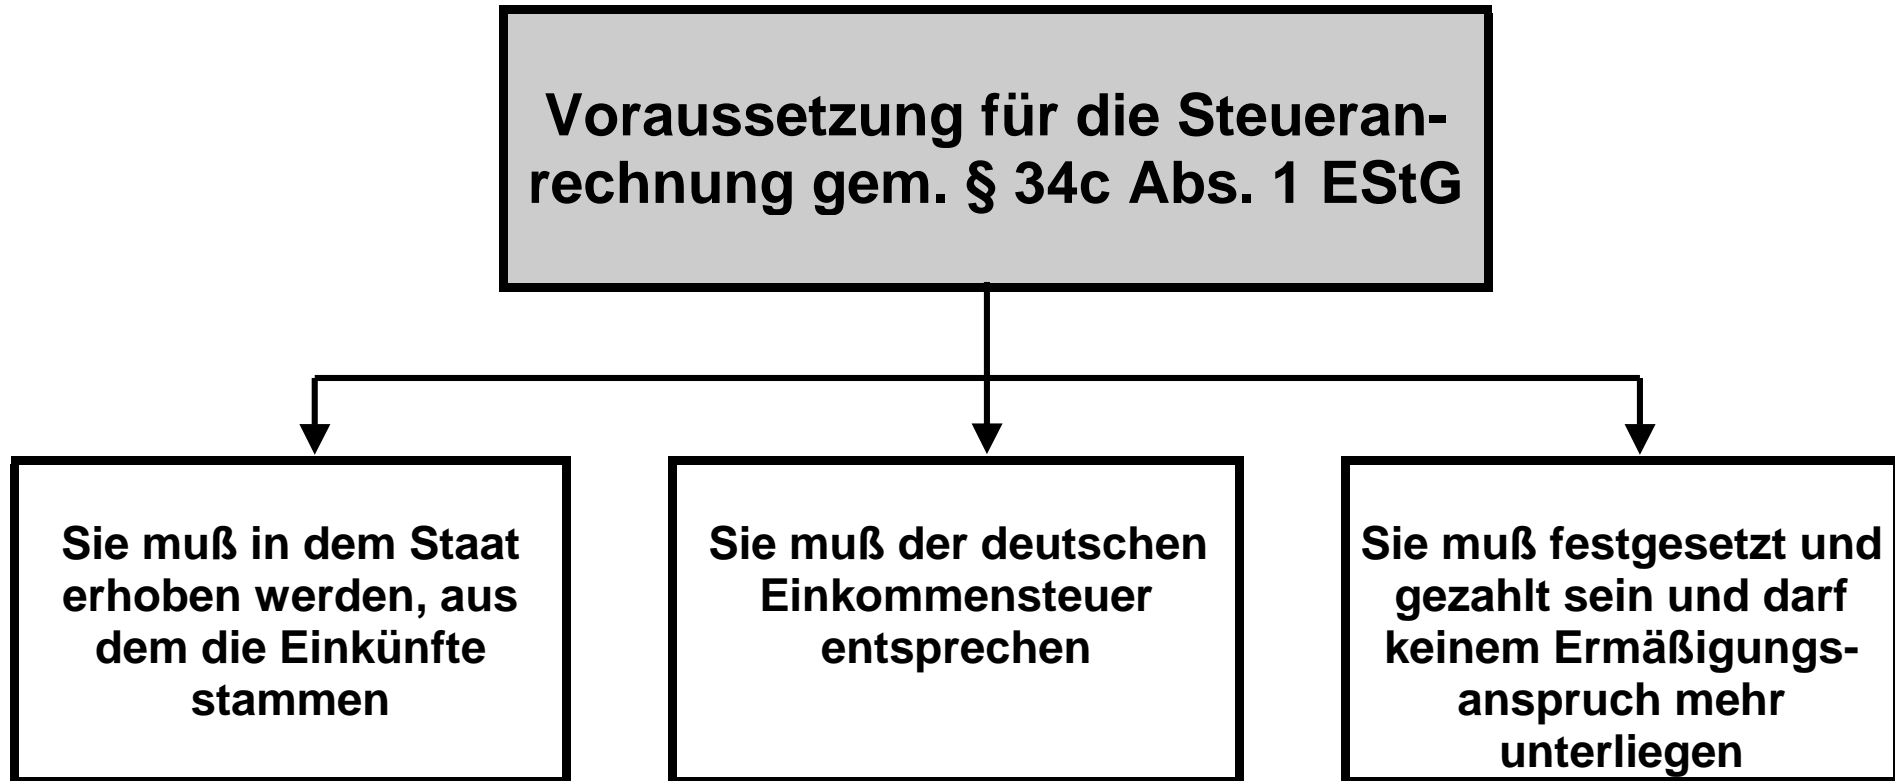 Voraussetzung für die Steueran-
rechnung gem. § 34c Abs. 1 EStG
Sie muß in dem Staat
erhoben werden, aus
dem die Einkünfte
stammen
Sie muß der deutschen
Einkommensteuer
entsprechen
Sie muß festgesetzt und
gezahlt sein und darf
keinem Ermäßigungs-
anspruch mehr
unterliegen